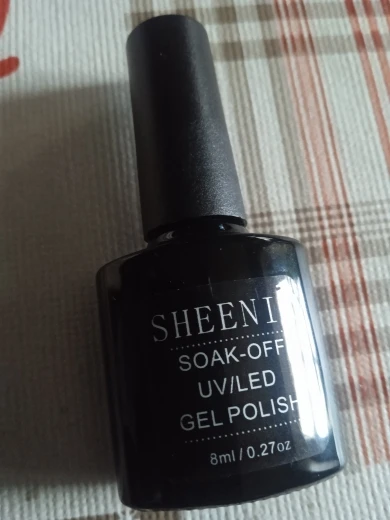 SHEENI
SOAK-OFF
UV/LED
GEL POLISH
8ml / 0.27oz